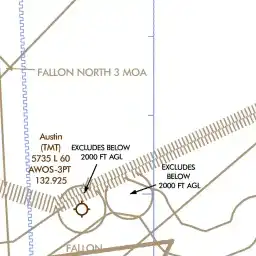 FALLON NORTH 3 MOA
Austin
(TMT)
5735 L 60
AWOS-3PT
132.925
EXCLUDES BELOW
2000 FT AGL
EXCLUDES
BELOW
2000 FT AGL
FALLON